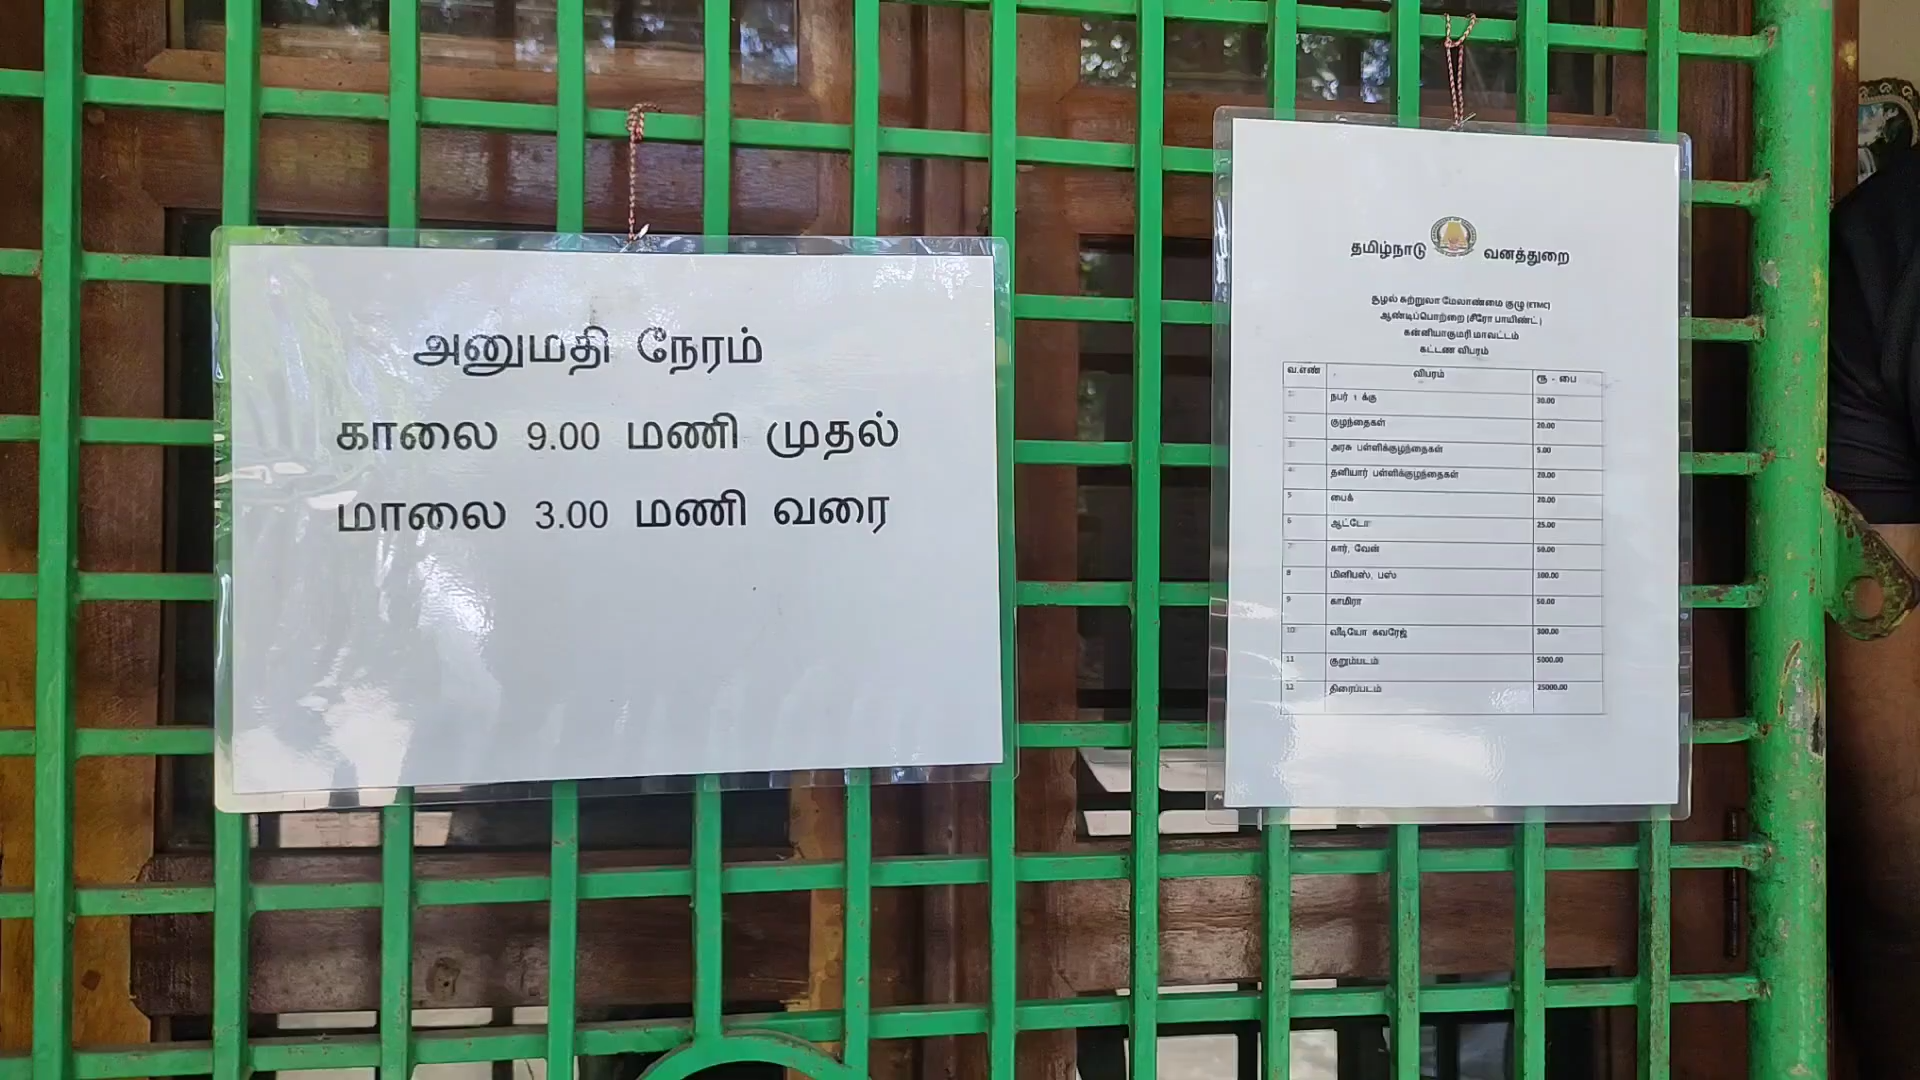 அனுமதி நேரம்
காலை 9.00 மணி முதல்
மாலை 3.00 மணி வரை
தமிழ்நாடு வனத்துறை
சூழல் சுற்றுலா மேலாண்மை குழு (ETMC)
ஆண்டிப்பொற்றை (சீரோ பாயிண்ட்)
கன்னியாகுமரி மாவட்டம்
கட்டண விபரம்
வ.எண் விபரம் ரூ - பை
1 நபர் 1 க்கு 30.00
2 குழந்தைகள் 20.00
3 அரசு பள்ளிக்குழந்தைகள் 5.00
4 தனியார் பள்ளிக்குழந்தைகள் 20.00
5 பைக் 20.00
6 ஆட்டோ 25.00
7 கார், வேன் 50.00
8 மினிபஸ், பஸ் 100.00
9 காமிரா 50.00
10 வீடியோ கவரேஜ் 300.00
11 குறும்படம் 5000.00
12 திரைப்படம் 25000.00